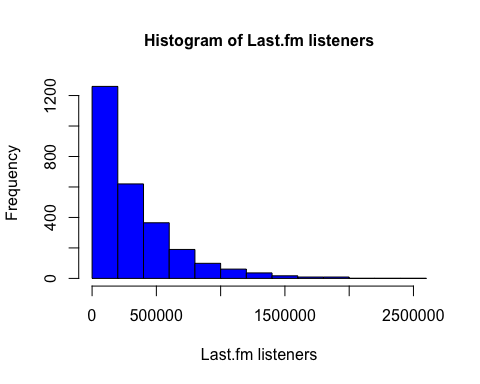 Histogram of Last.fm listeners
Frequency
1200
800
400
0
0 500000 1500000 2500000
Last.fm listeners